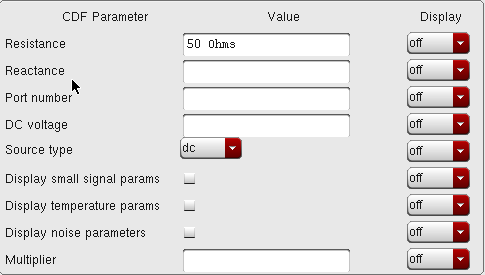 CDF Parameter Value Display
Resistance 50 Ohms off
Reactance off
Port number off
DC voltage off
Source type dc off
Display small signal params off
Display temperature params off
Display noise parameters off
Multiplier off